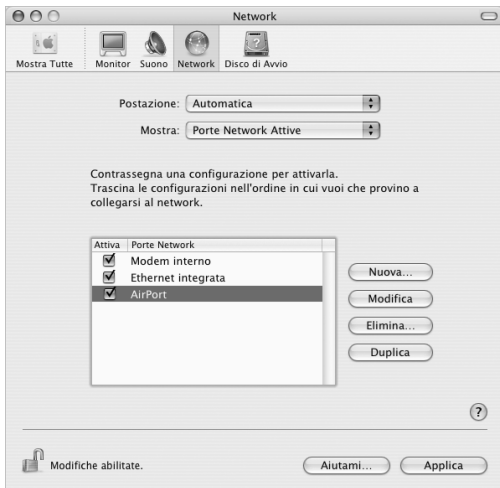 Network
Mostra Tutte
Monitor
Suono
Network
Disco di Avvio
Postazione: Automatica
Mostra: Porte Network Attive
Contrassegna una configurazione per attivarla.
Trascina le configurazioni nell'ordine in cui vuoi che provino a
collegarsi al network.
Attiva Porte Network
Modem interno
Ethernet integrata
AirPort
Nuova...
Modifica
Elimina...
Duplica
?
Modifiche abilitate.
Aiutami...
Applica